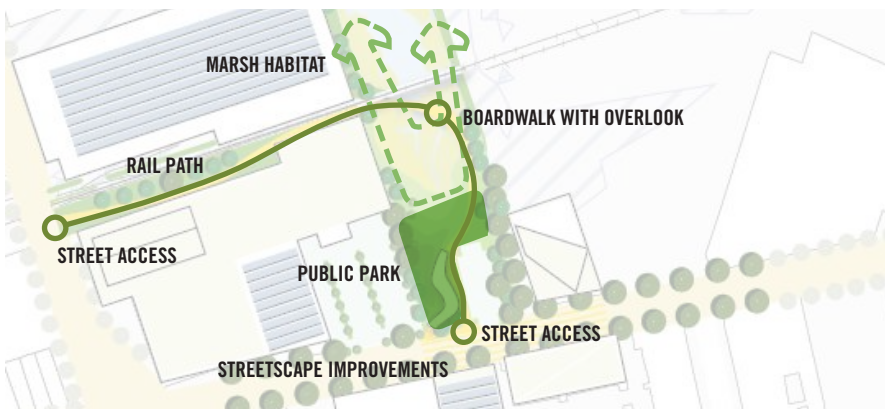 MARSH HABITAT
BOARDWALK WITH OVERLOOK
RAIL PATH
STREET ACCESS
PUBLIC PARK
STREET ACCESS
STREETSCAPE IMPROVEMENTS